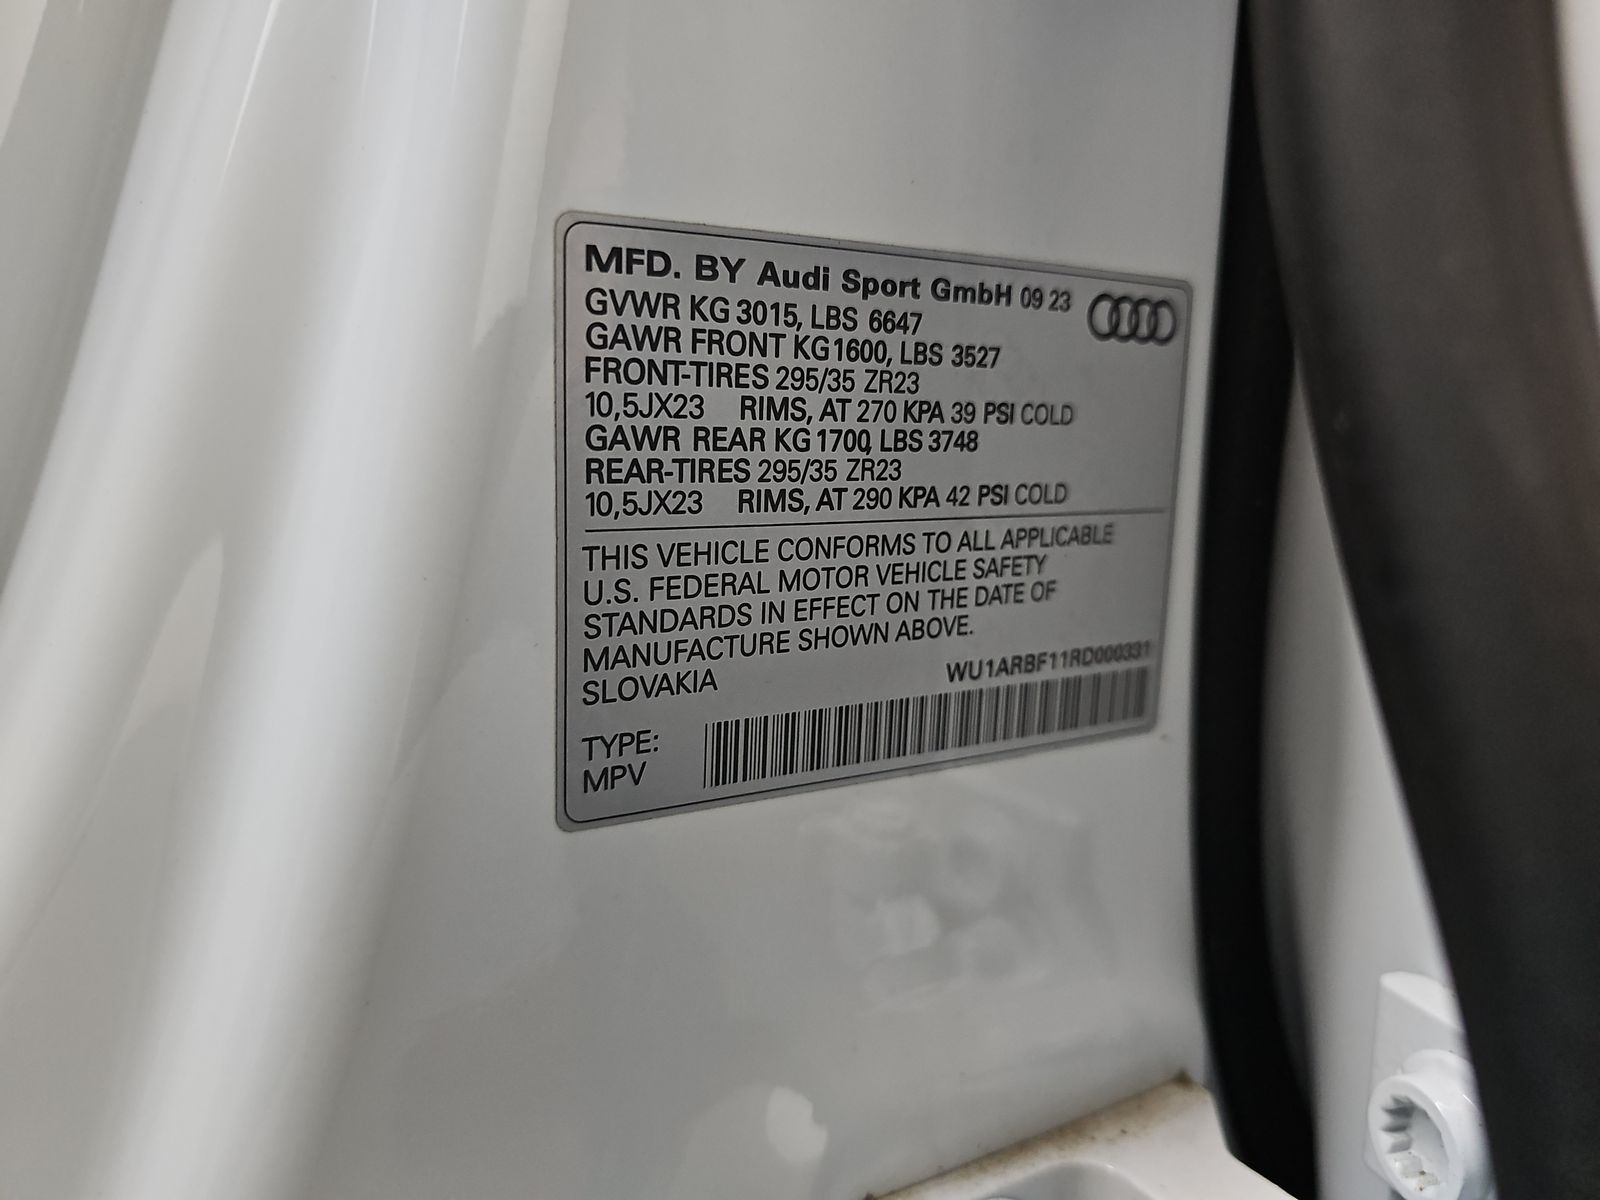 MFD. BY Audi Sport GmbH 09 23
GVWR KG 3015, LBS 6647
GAWR FRONT KG1600, LBS 3527
FRONT-TIRES 295/35 ZR23
10,5JX23 RIMS, AT 270 KPA 39 PSI COLD
GAWR REAR KG 1700, LBS 3748
REAR-TIRES 295/35 ZR23
10,5JX23 RIMS, AT 290 KPA 42 PSI COLD
THIS VEHICLE CONFORMS TO ALL APPLICABLE
U.S. FEDERAL MOTOR VEHICLE SAFETY
STANDARDS IN EFFECT ON THE DATE OF
MANUFACTURE SHOWN ABOVE.
SLOVAKIA
WU1ARBF11RD000331
TYPE:
MPV